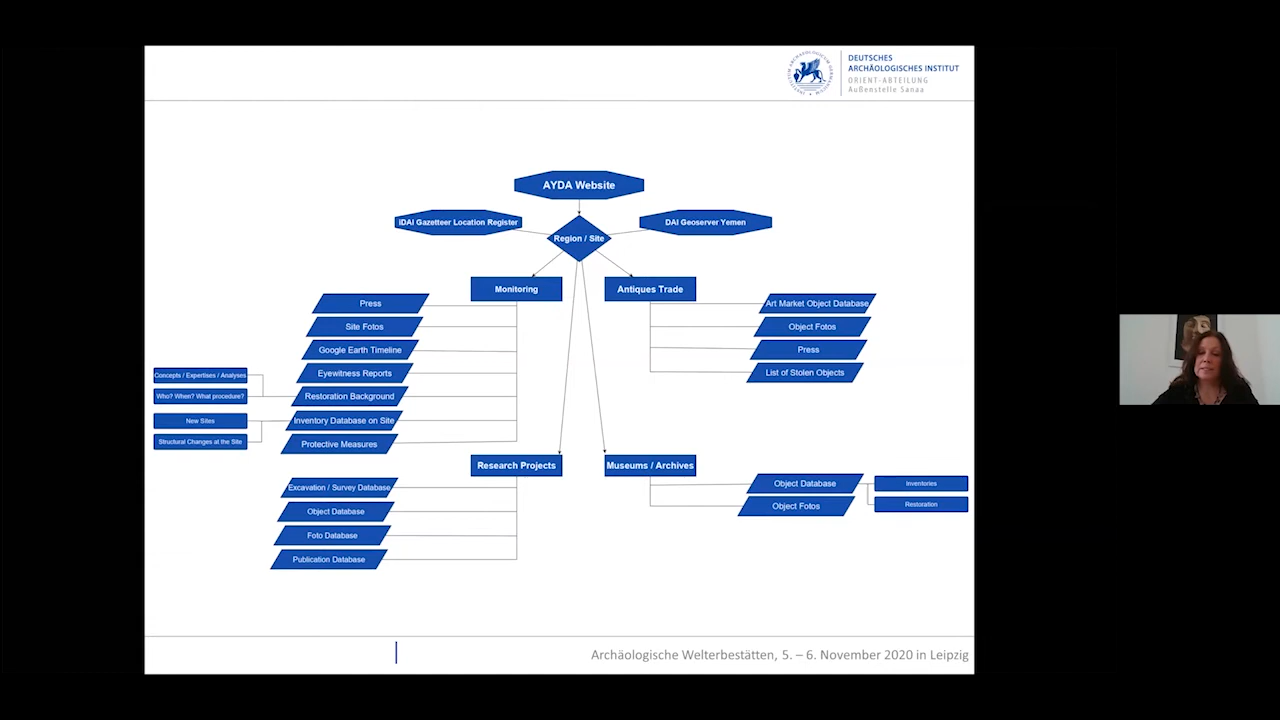 DEUTSCHES
ARCHÄOLOGISCHES INSTITUT
ORIENT-ABTEILUNG
Außenstelle Sanaa
AYDA Website
IDAI Gazetteer Location Register
DAI Geoserver Yemen
Region / Site
Monitoring
Antiques Trade
Press
Site Fotos
Google Earth Timeline
Eyewitness Reports
Restoration Background
Inventory Database on Site
Protective Measures
Concepts / Expertises / Analyses
Who? When? What procedure?
New Sites
Structural Changes at the Site
Art Market Object Database
Object Fotos
Press
List of Stolen Objects
Research Projects
Museums / Archives
Excavation / Survey Database
Object Database
Foto Database
Publication Database
Object Database
Object Fotos
Inventories
Restoration
Archäologische Welterbestätten, 5. – 6. November 2020 in Leipzig